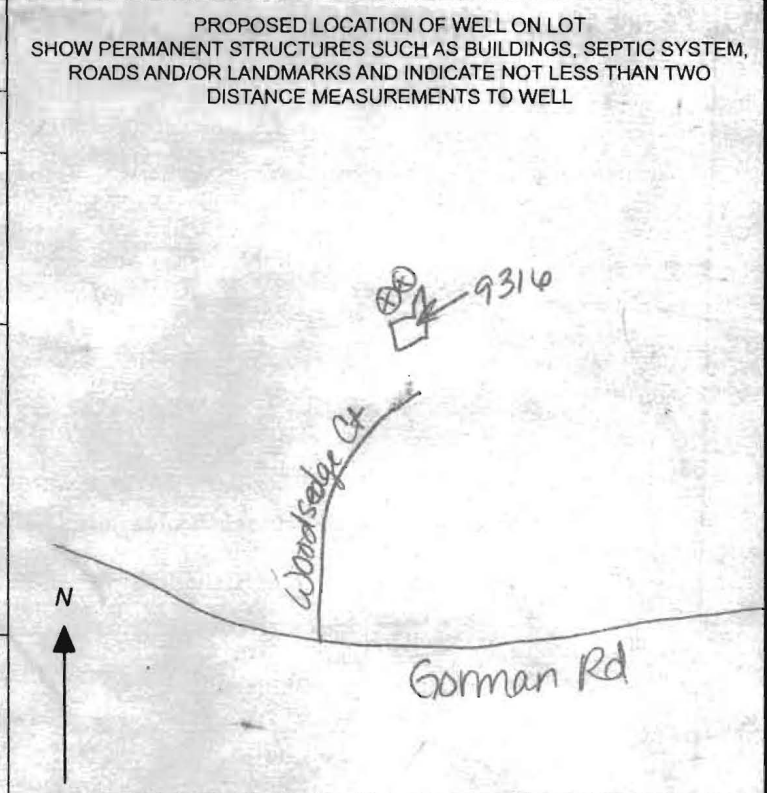 PROPOSED LOCATION OF WELL ON LOT
SHOW PERMANENT STRUCTURES SUCH AS BUILDINGS, SEPTIC SYSTEM,
ROADS AND/OR LANDMARKS AND INDICATE NOT LESS THAN TWO
DISTANCE MEASUREMENTS TO WELL
9316
Woodsedge Ct
N
Gorman Rd